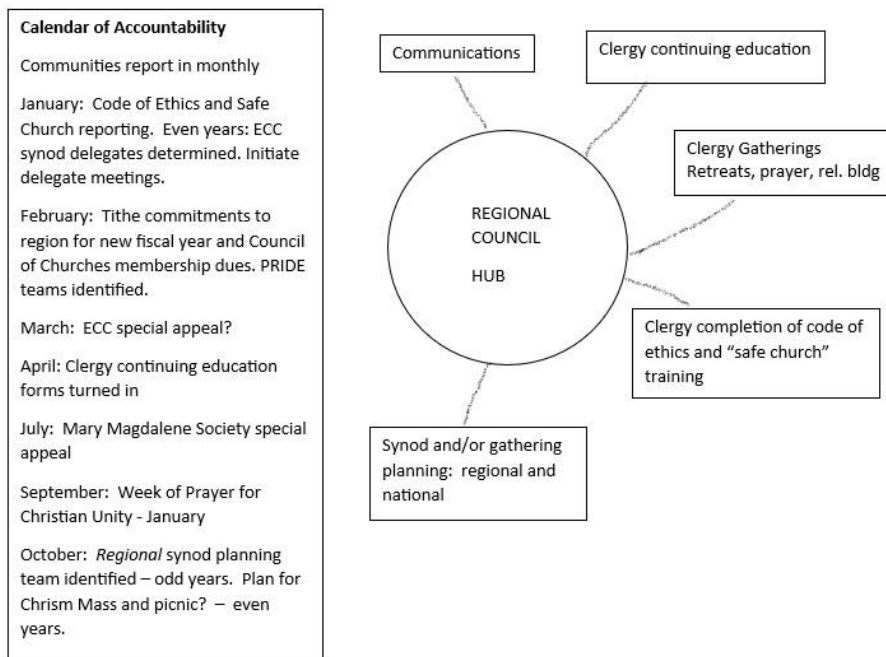 Calendar of Accountability
Communities report in monthly
January:  Code of Ethics and Safe
Church reporting.  Even years: ECC
synod delegates determined. Initiate
delegate meetings.
February:  Tithe commitments to
region for new fiscal year and Council
of Churches membership dues. PRIDE
teams identified.
March:  ECC special appeal?
April: Clergy continuing education
forms turned in
July:  Mary Magdalene Society special
appeal
September:  Week of Prayer for
Christian Unity - January
October:  Regional synod planning
team identified – odd years.  Plan for
Chrism Mass and picnic?  –  even
years.
Communications
Clergy continuing education
Clergy Gatherings
Retreats, prayer, rel. bldg
REGIONAL
COUNCIL
HUB
Clergy completion of code of
ethics and “safe church”
training
Synod and/or gathering
planning:  regional and
national